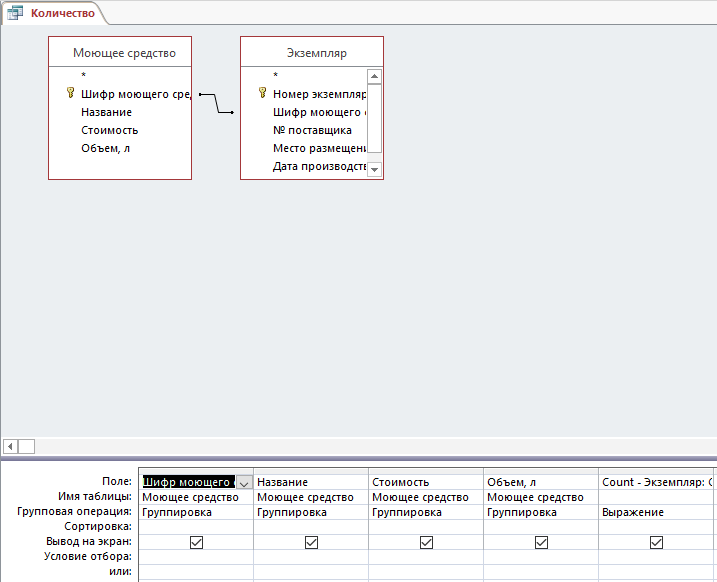 Количество
Моющее средство
*
Шифр моющего сре
Название
Стоимость
Объем, л
Экземпляр
*
Номер экземпляр
Шифр моющего
№ поставщика
Место размещени
Дата производств
Поле: Шифр моющего Название Стоимость Объем, л Count - Экземпляр:
Имя таблицы: Моющее средство Моющее средство Моющее средство Моющее средство
Групповая операция: Группировка Группировка Группировка Группировка Выражение
Сортировка:
Вывод на экран:
Условие отбора:
или: